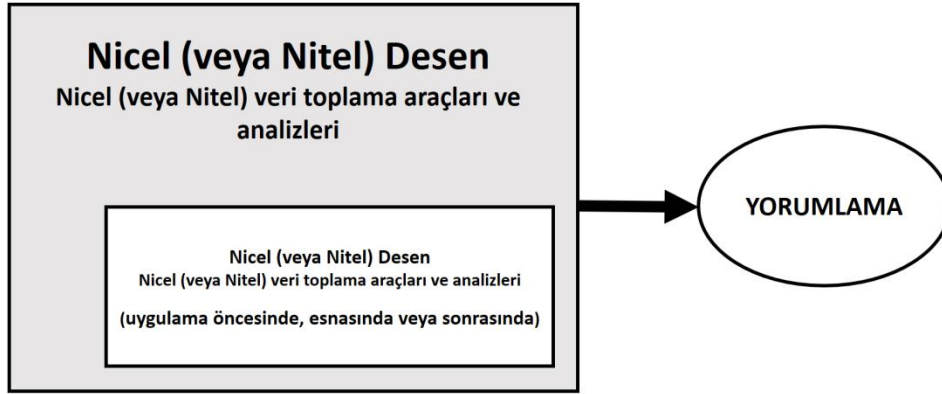 Nicel (veya Nitel) Desen
Nicel (veya Nitel) veri toplama araçları ve
analizleri
Nicel (veya Nitel) Desen
Nicel (veya Nitel) veri toplama araçları ve analizleri
(uygulama öncesinde, esnasında veya sonrasında)
YORUMLAMA